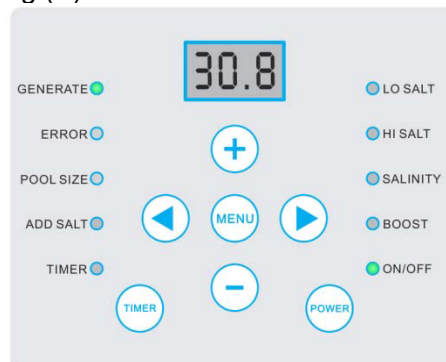 30.8
GENERATE
ERROR
POOL SIZE
ADD SALT
TIMER
LO SALT
HI SALT
SALINITY
BOOST
ON/OFF
+
MENU
−
TIMER
POWER